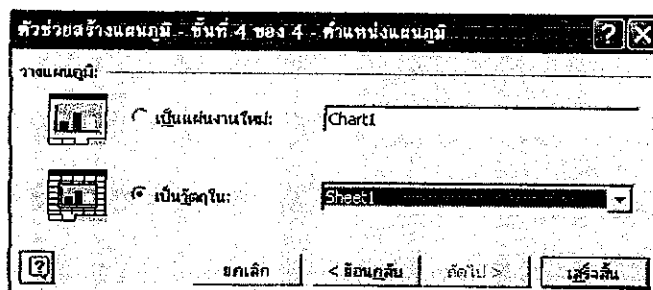 ตัวช่วยสร้างแผนภูมิ - ขั้นที่ 4 ของ 4 - ตำแหน่งแผนภูมิ
วางแผนภูมิ:
เป็นแผ่นงานใหม่: Chart1
เป็นวัตถุใน: Sheet1
ยกเลิก < ย้อนกลับ ถัดไป > เสร็จสิ้น